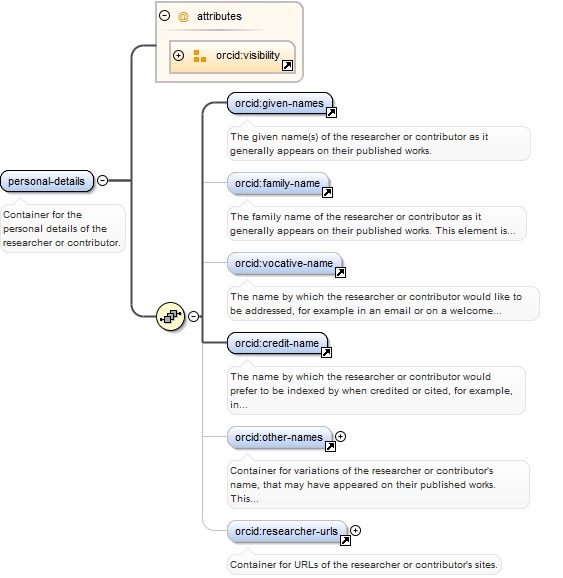 attributes
orcid:visibility
personal-details
Container for the
personal details of the
researcher or contributor.
orcid:given-names
The given name(s) of the researcher or contributor as it
generally appears on their published works.
orcid:family-name
The family name of the researcher or contributor as it
generally appears on their published works. This element is...
orcid:vocative-name
The name by which the researcher or contributor would like to
be addressed, for example in an email or on a welcome...
orcid:credit-name
The name by which the researcher or contributor would
prefer to be indexed by when credited or cited, for example,
in...
orcid:other-names
Container for variations of the researcher or contributor's
name, that may have appeared on their published works.
This...
orcid:researcher-urls
Container for URLs of the researcher or contributor's sites.